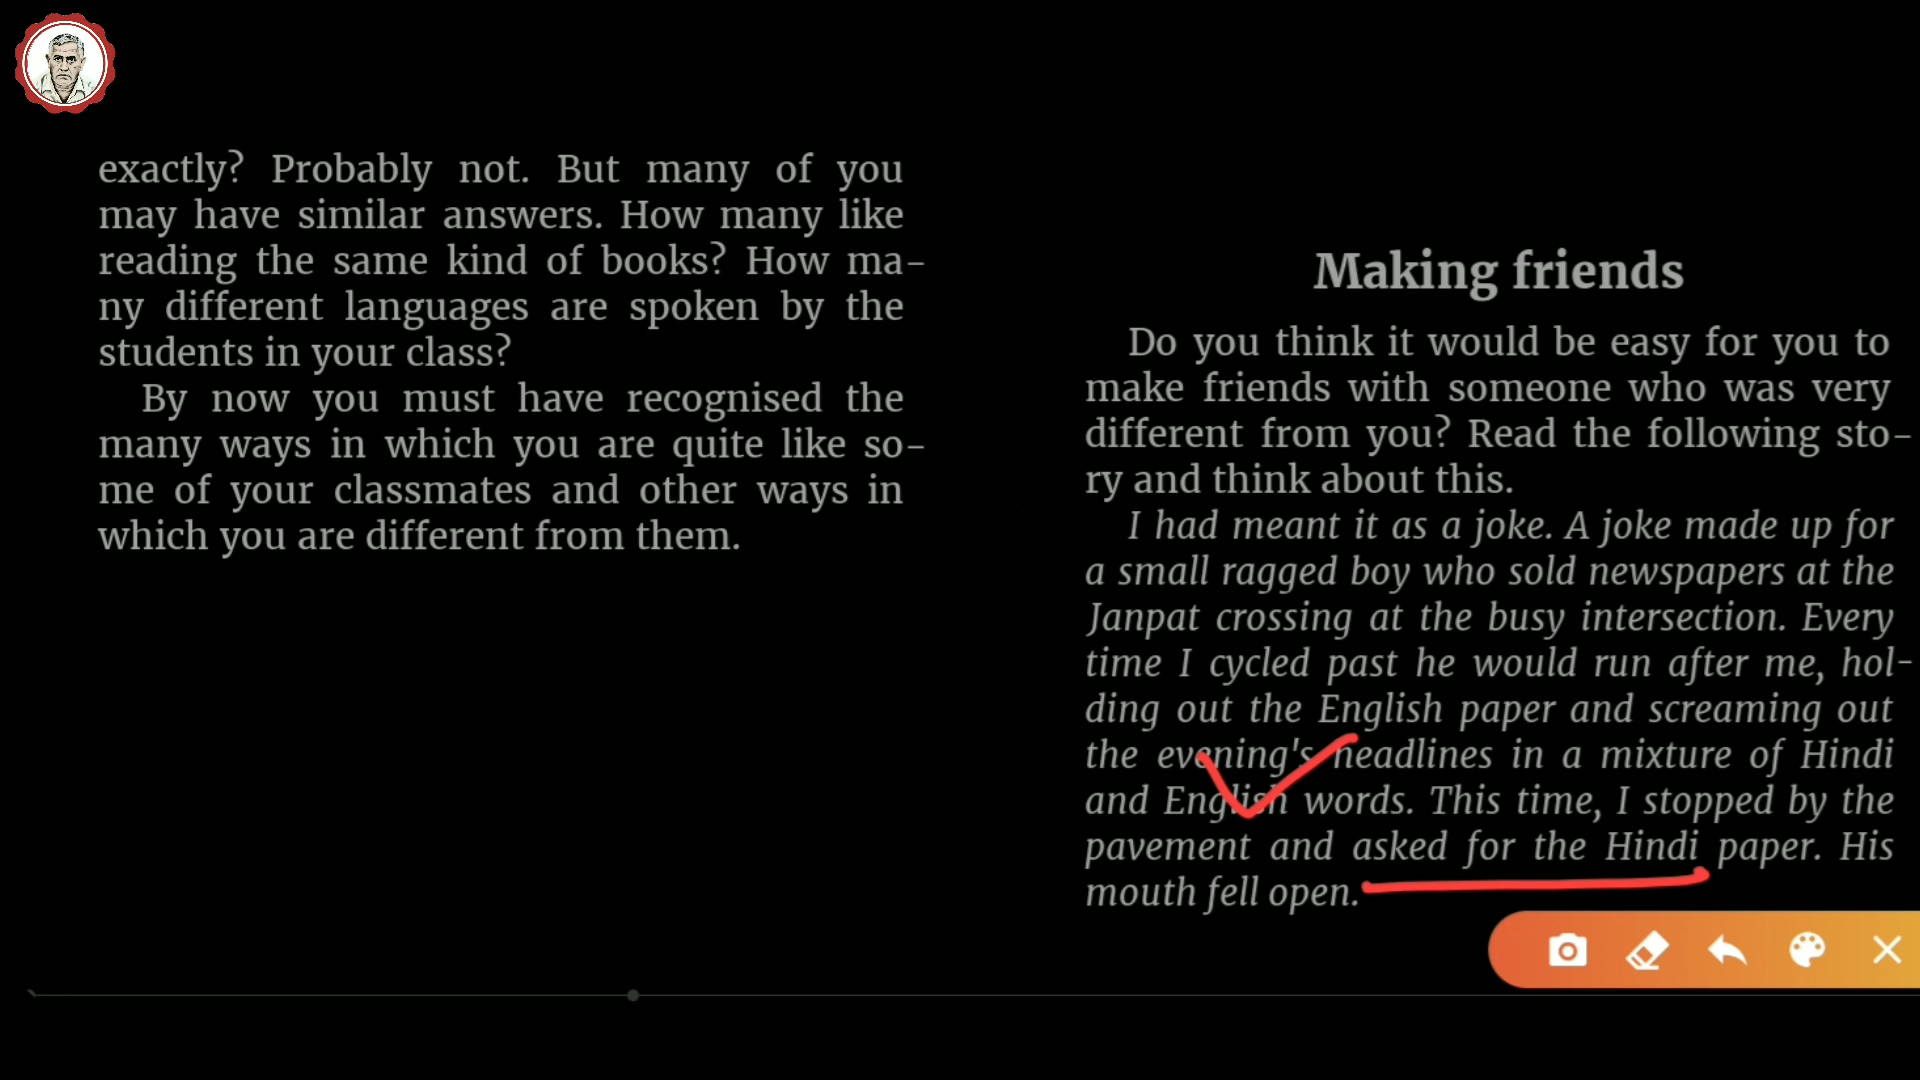 exactly? Probably not. But many of you
may have similar answers. How many like
reading the same kind of books? How ma-
ny different languages are spoken by the
students in your class?
By now you must have recognised the
many ways in which you are quite like so-
me of your classmates and other ways in
which you are different from them.
Making friends
Do you think it would be easy for you to
make friends with someone who was very
different from you? Read the following sto-
ry and think about this.
I had meant it as a joke. A joke made up for
a small ragged boy who sold newspapers at the
Janpat crossing at the busy intersection. Every
time I cycled past he would run after me, hol-
ding out the English paper and screaming out
the evening's headlines in a mixture of Hindi
and English words. This time, I stopped by the
pavement and asked for the Hindi paper. His
mouth fell open.